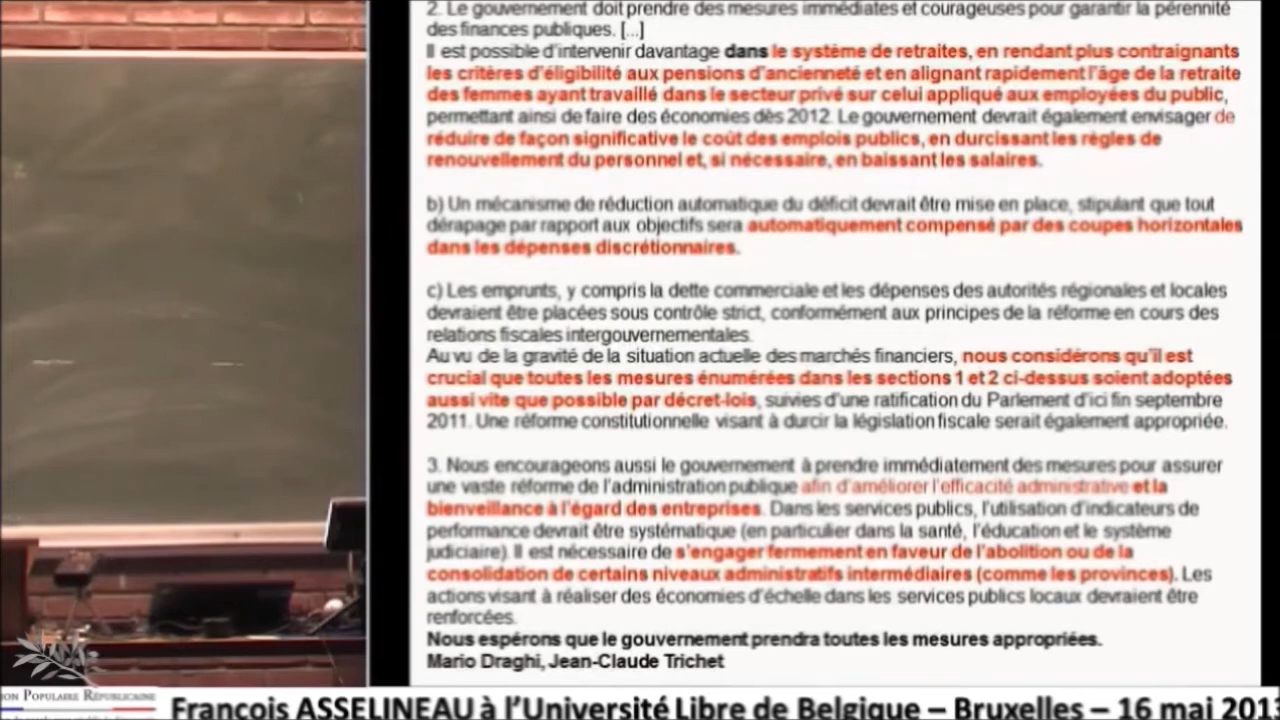 2. Le gouvernement doit prendre des mesures immédiates et courageuses pour garantir la pérennité
des finances publiques. [...]
Il est possible d'intervenir davantage dans le système de retraites, en rendant plus contraignants
les critères d'éligibilité aux pensions d'ancienneté et en alignant rapidement l'âge de la retraite
des femmes ayant travaillé dans le secteur privé sur celui appliqué aux employées du public,
permettant ainsi de faire des économies dès 2012. Le gouvernement devrait également envisager de
réduire de façon significative le coût des emplois publics, en durcissant les règles de
renouvellement du personnel et, si nécessaire, en baissant les salaires.
b) Un mécanisme de réduction automatique du déficit devrait être mise en place, stipulant que tout
dérapage par rapport aux objectifs sera automatiquement compensé par des coupes horizontales
dans les dépenses discrétionnaires.
c) Les emprunts, y compris la dette commerciale et les dépenses des autorités régionales et locales
devraient être placées sous contrôle strict, conformément aux principes de la réforme en cours des
relations fiscales intergouvernementales.
Au vu de la gravité de la situation actuelle des marchés financiers, nous considérons qu'il est
crucial que toutes les mesures énumérées dans les sections 1 et 2 ci-dessus soient adoptées
aussi vite que possible par décret-lois, suivies d'une ratification du Parlement d'ici fin septembre
2011. Une réforme constitutionnelle visant à durcir la législation fiscale serait également appropriée.
3. Nous encourageons aussi le gouvernement à prendre immédiatement des mesures pour assurer
une vaste réforme de l'administration publique afin d'améliorer l'efficacité administrative et la
bienveillance à l'égard des entreprises. Dans les services publics, l'utilisation d'indicateurs de
performance devrait être systématique (en particulier dans la santé, l'éducation et le système
judiciaire). Il est nécessaire de s'engager fermement en faveur de l'abolition ou de la
consolidation de certains niveaux administratifs intermédiaires (comme les provinces). Les
actions visant à réaliser des économies d'échelle dans les services publics locaux devraient être
renforcées.
Nous espérons que le gouvernement prendra toutes les mesures appropriées.
Mario Draghi, Jean-Claude Trichet
ION POPULAIRE RÉPUBLICAINE
François ASSELINEAU à l'Université Libre de Belgique – Bruxelles – 16 mai 201